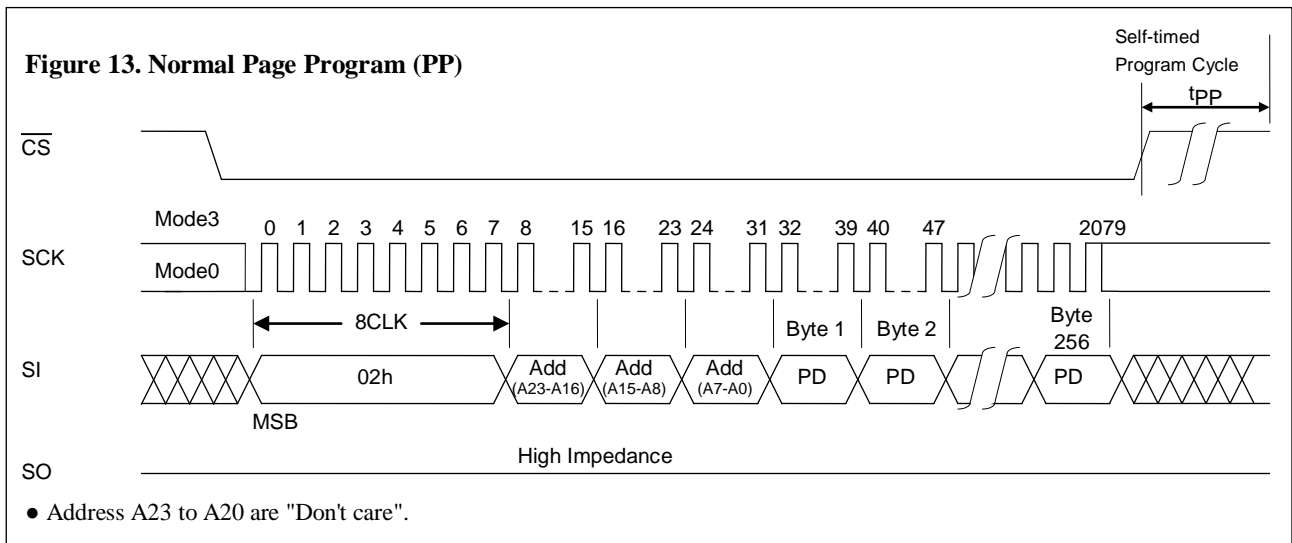 Figure 13. Normal Page Program (PP)
Self-timed
Program Cycle
tPP
CS
Mode3
0 1 2 3 4 5 6 7 8 15 16 23 24 31 32 39 40 47 2079
SCK
Mode0
8CLK
Byte 1 Byte 2 Byte
256
SI
02h
Add
(A23-A16)
Add
(A15-A8)
Add
(A7-A0)
PD PD PD
MSB
High Impedance
SO
● Address A23 to A20 are "Don't care".